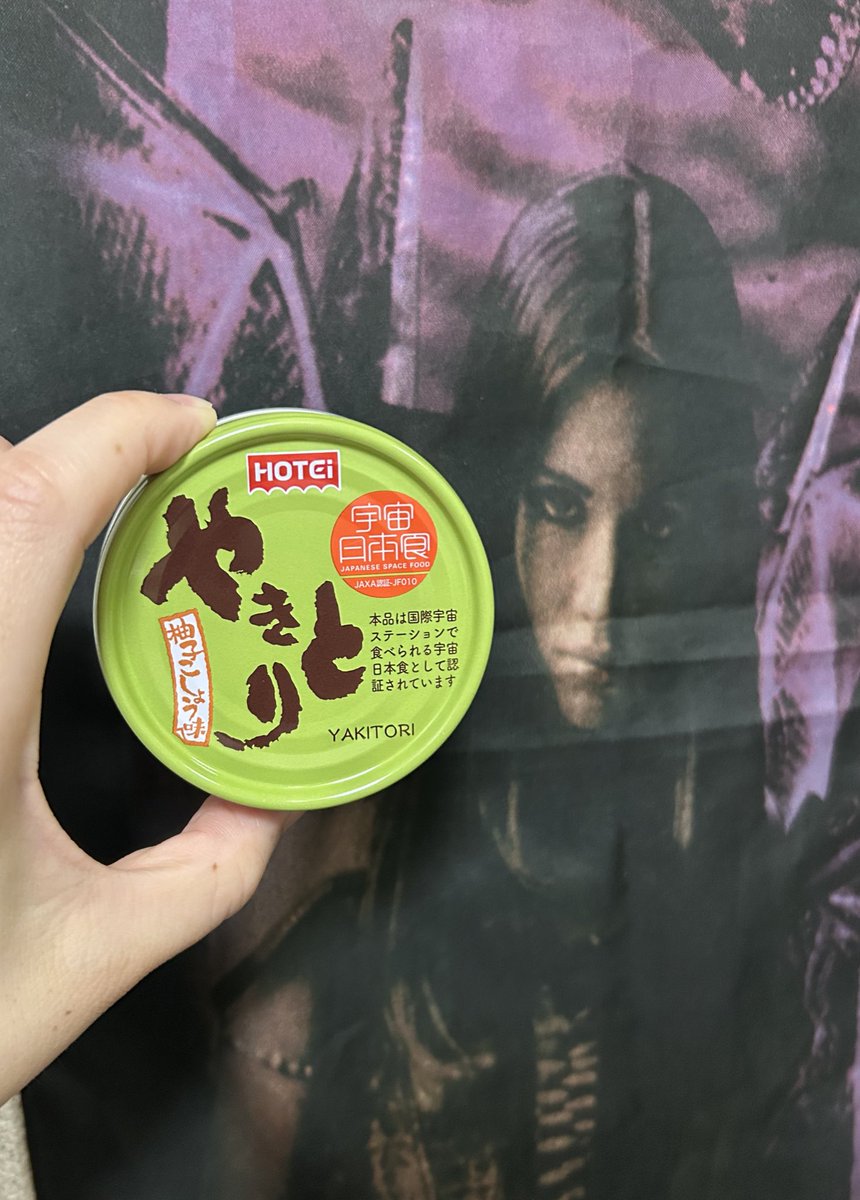 HOTEi
宇宙
日本食
JAPANESE SPACE FOOD
JAXA認証-JF010
やきとり
柚子こしょう味
本品は国際宇宙
ステーションで
食べられる宇宙
日本食として認
証されています
YAKITORI